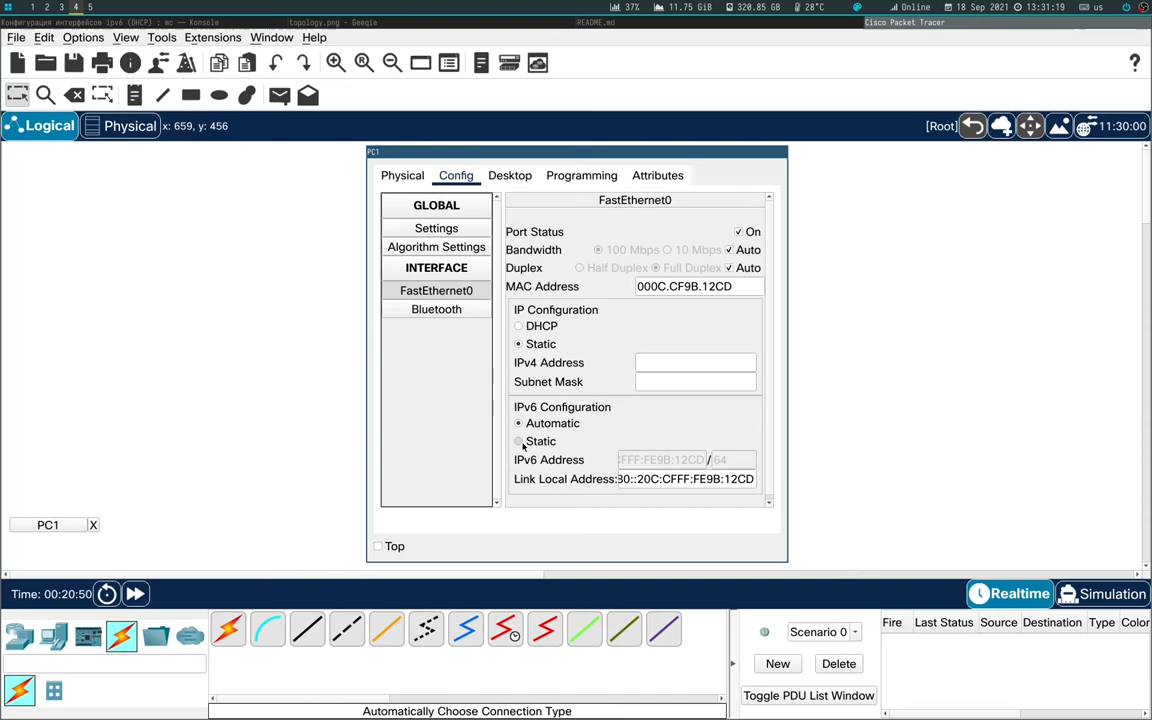 1 2 3 4 5 37% 11.75 GiB 320.85 GB 28°C Online 18 Sep 2021 13:31:19 us
Конфигурация интерфейсов ipv6 (DHCP) : mc — Konsole topology.png - Geeqie README.md Cisco Packet Tracer
File Edit Options View Tools Extensions Window Help
?
Logical Physical x: 659, y: 456 [Root] 11:30:00
PC1
Physical Config Desktop Programming Attributes
GLOBAL
Settings
Algorithm Settings
INTERFACE
FastEthernet0
Bluetooth
FastEthernet0
Port Status On
Bandwidth 100 Mbps 10 Mbps Auto
Duplex Half Duplex Full Duplex Auto
MAC Address 000C.CF9B.12CD
IP Configuration
DHCP
Static
IPv4 Address
Subnet Mask
IPv6 Configuration
Automatic
Static
IPv6 Address CFFF:FE9B:12CD / 64
Link Local Address: 80::20C:CFFF:FE9B:12CD
PC1 X
Top
Time: 00:20:50 Realtime Simulation
Scenario 0
New Delete
Toggle PDU List Window
Fire Last Status Source Destination Type Color
Automatically Choose Connection Type